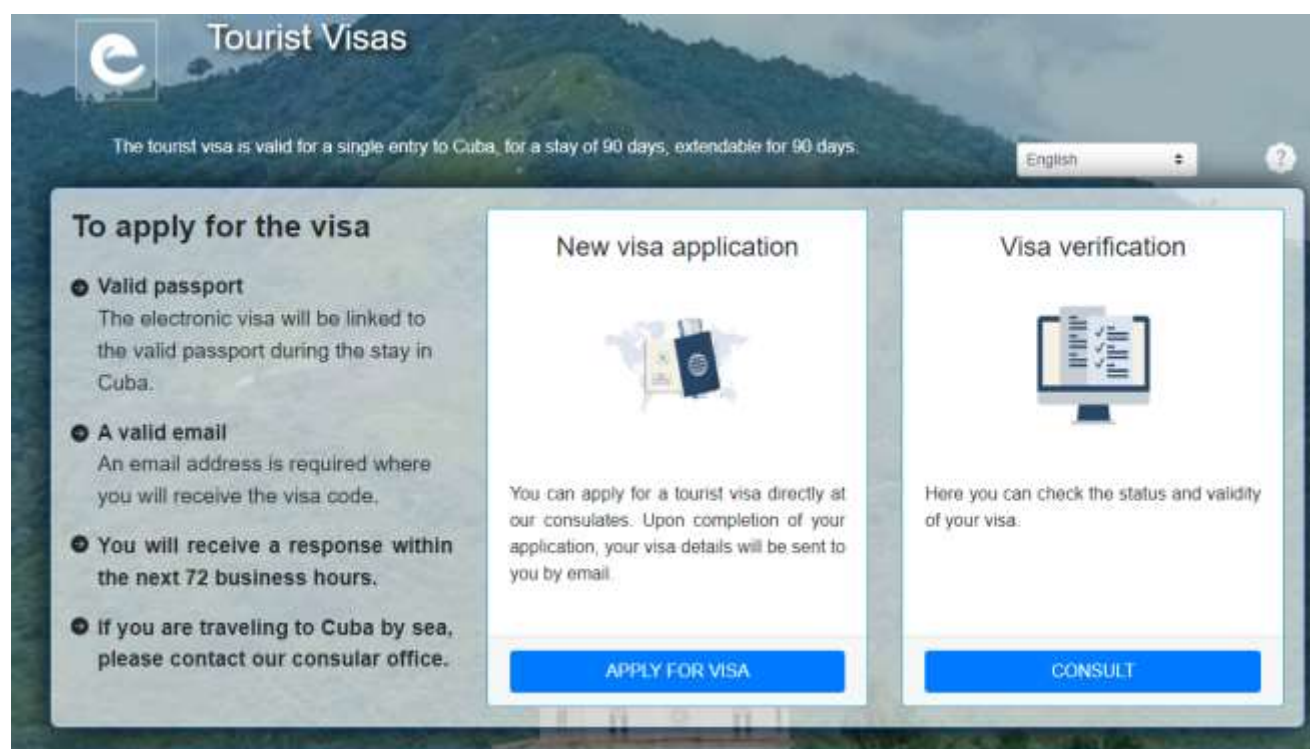 e
Tourist Visas
The tourist visa is valid for a single entry to Cuba, for a stay of 90 days, extendable for 90 days.
English
?
To apply for the visa
Valid passport
The electronic visa will be linked to
the valid passport during the stay in
Cuba.
A valid email
An email address is required where
you will receive the visa code.
You will receive a response within
the next 72 business hours.
If you are traveling to Cuba by sea,
please contact our consular office.
New visa application
You can apply for a tourist visa directly at
our consulates. Upon completion of your
application, your visa details will be sent to
you by email.
APPLY FOR VISA
Visa verification
Here you can check the status and validity
of your visa.
CONSULT